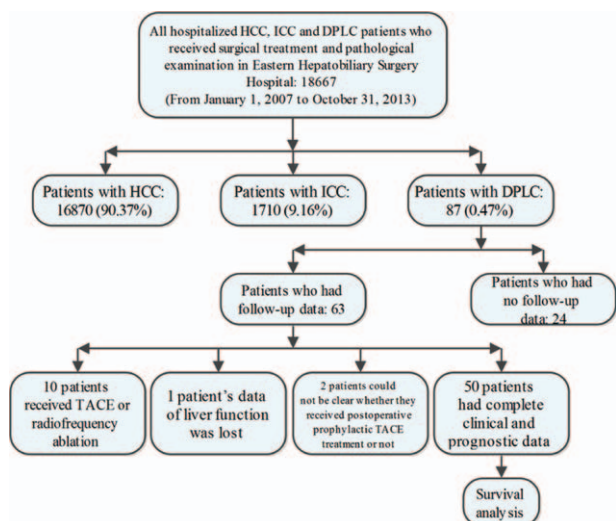 All hospitalized HCC, ICC and DPLC patients who
received surgical treatment and pathological
examination in Eastern Hepatobiliary Surgery
Hospital: 18667
(From January 1, 2007 to October 31, 2013)
Patients with HCC:
16870 (90.37%)
Patients with ICC:
1710 (9.16%)
Patients with DPLC:
87 (0.47%)
Patients who had
follow-up data: 63
Patients who had
no follow-up
data: 24
10 patients
received TACE or
radiofrequency
ablation
1 patient's data
of liver function
was lost
2 patients could
not be clear whether they
received postoperative
prophylactic TACE
treatment or not
50 patients
had complete
clinical and
prognostic data
Survival
analysis